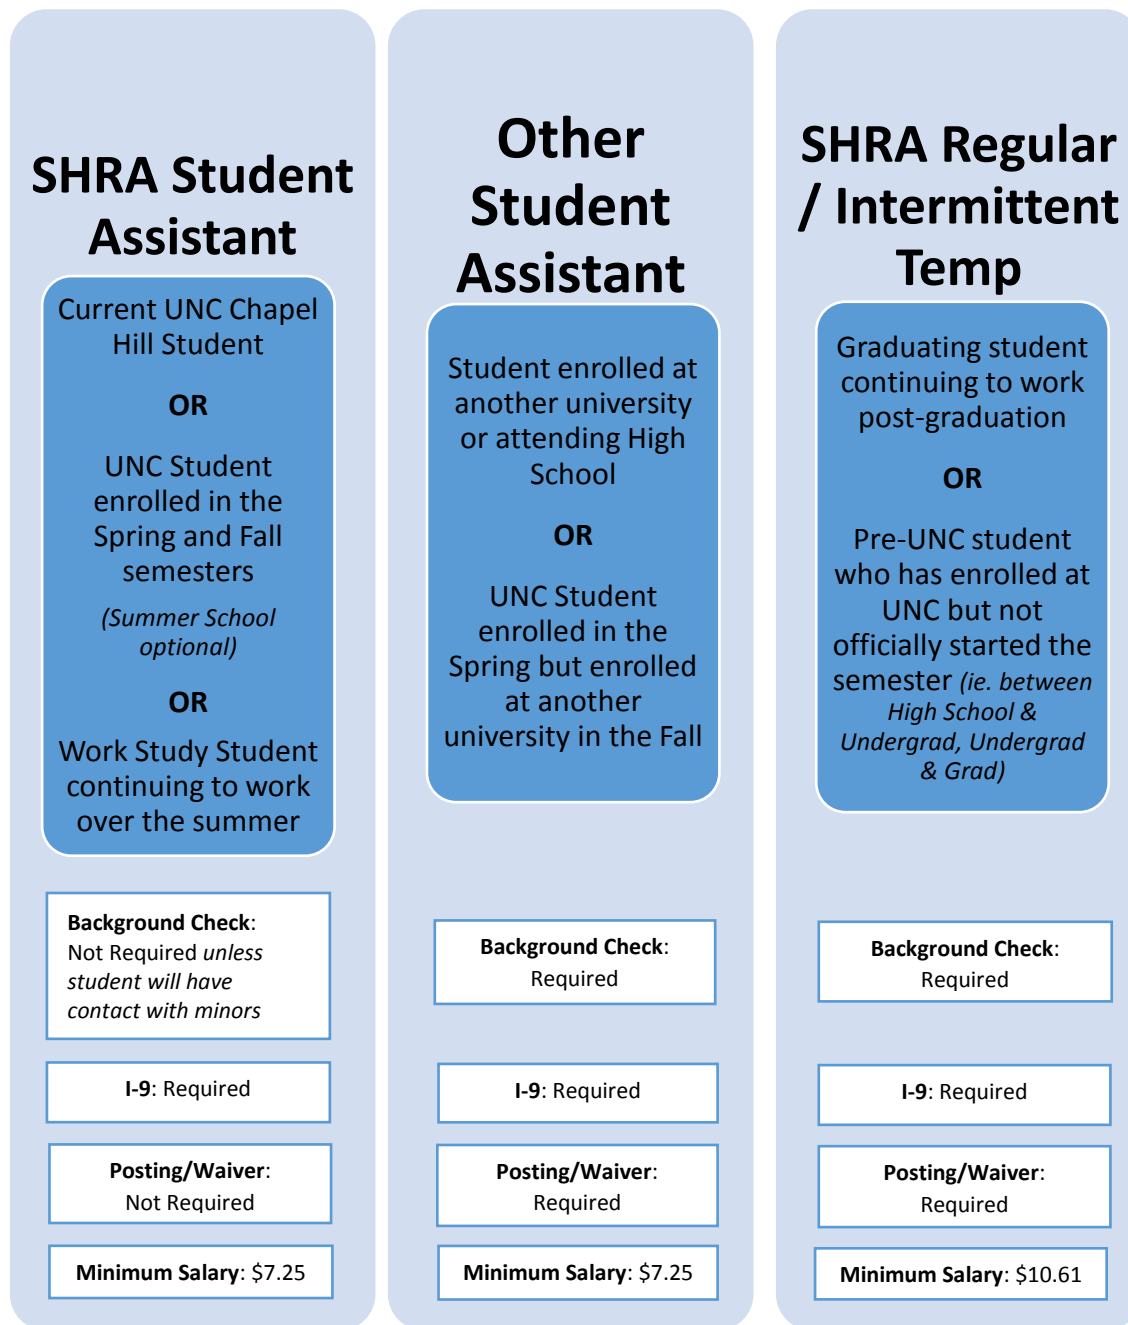 SHRA Student
Assistant
Current UNC Chapel
Hill Student
OR
UNC Student
enrolled in the
Spring and Fall
semesters
(Summer School
optional)
OR
Work Study Student
continuing to work
over the summer
Background Check:
Not Required unless
student will have
contact with minors
I-9: Required
Posting/Waiver:
Not Required
Minimum Salary: $7.25
Other
Student
Assistant
Student enrolled at
another university
or attending High
School
OR
UNC Student
enrolled in the
Spring but enrolled
at another
university in the Fall
Background Check:
Required
I-9: Required
Posting/Waiver:
Required
Minimum Salary: $7.25
SHRA Regular
/ Intermittent
Temp
Graduating student
continuing to work
post-graduation
OR
Pre-UNC student
who has enrolled at
UNC but not
officially started the
semester (ie. between
High School &
Undergrad, Undergrad
& Grad)
Background Check:
Required
I-9: Required
Posting/Waiver:
Required
Minimum Salary: $10.61